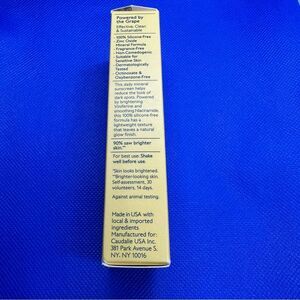 Powered by
the Grape
Effective, Clean
& Sustainable
- 100% Silicone-Free
- Zinc Oxide
Mineral Formula
- Fragrance-Free
- Non-Comedogenic
- Suitable for
Sensitive Skin
- Dermatologically
Tested
- Octinoxate &
Oxybenzone-Free
This daily mineral
sunscreen helps
reduce the look of
dark spots. Powered
by brightening
Viniferine and
smoothing Niacinamide,
this 100% silicone-free
formula has a
lightweight texture
that leaves a natural
glow finish.
90% saw brighter
skin.**
For best use: Shake
well before use.
*Skin looks brightened.
**Brighter-looking skin.
Self-assessment, 30
volunteers, 14 days.
Against animal testing.
Made in USA with
local & imported
ingredients
Manufactured for:
Caudalie USA Inc.
381 Park Avenue S,
NY, NY 10016